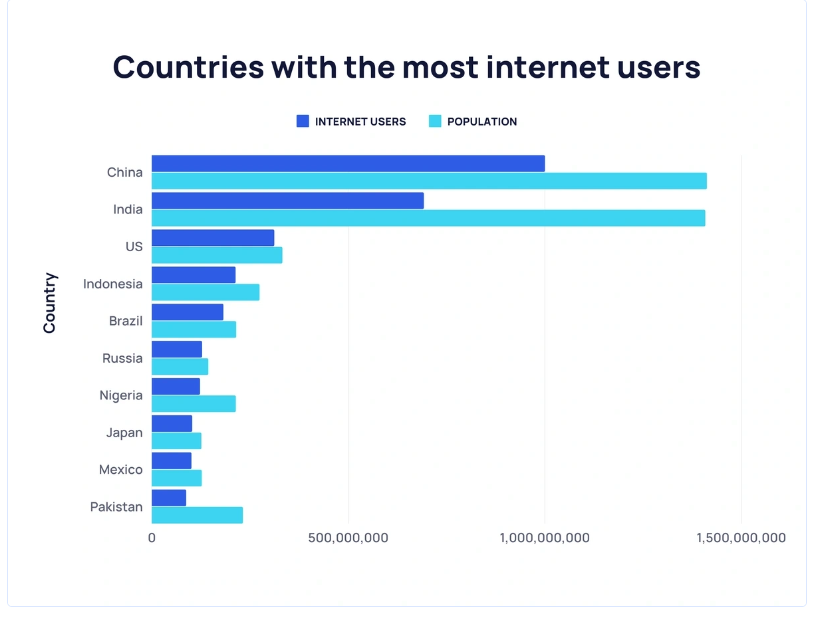 Countries with the most internet users
INTERNET USERS POPULATION
Country
China
India
US
Indonesia
Brazil
Russia
Nigeria
Japan
Mexico
Pakistan
0 500,000,000 1,000,000,000 1,500,000,000